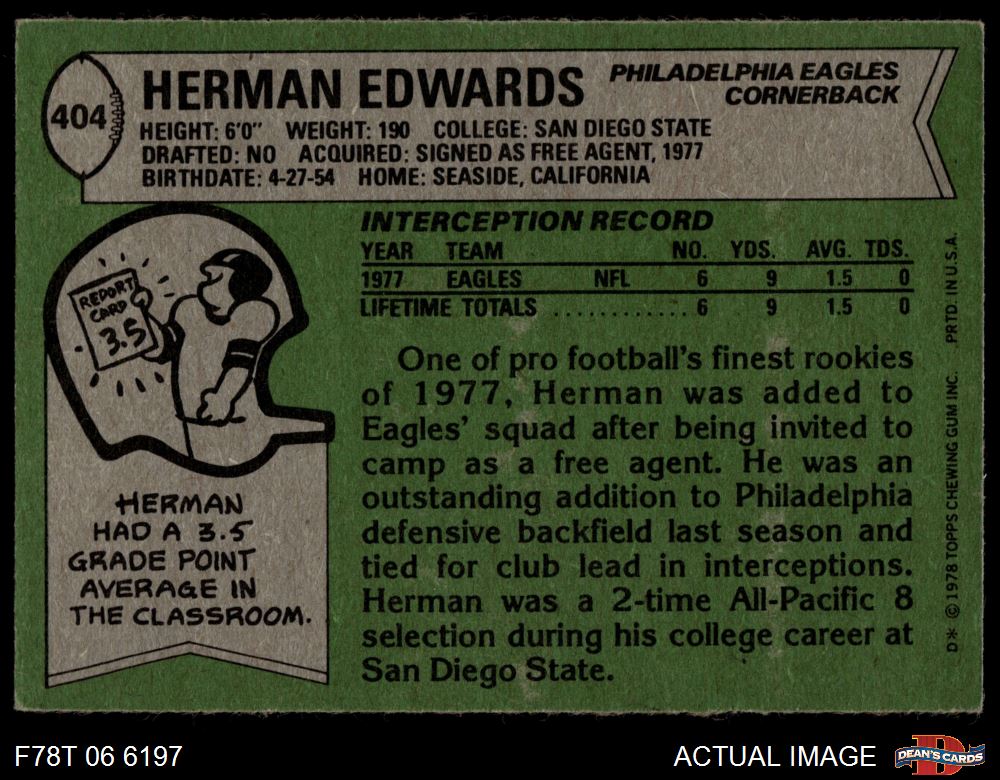 404
HERMAN EDWARDS
PHILADELPHIA EAGLES
CORNERBACK
HEIGHT: 6'0" WEIGHT: 190 COLLEGE: SAN DIEGO STATE
DRAFTED: NO ACQUIRED: SIGNED AS FREE AGENT, 1977
BIRTHDATE: 4-27-54 HOME: SEASIDE, CALIFORNIA
REPORT
CARD
3.5
HERMAN
HAD A 3.5
GRADE POINT
AVERAGE IN
THE CLASSROOM.
INTERCEPTION RECORD
YEAR TEAM NO. YDS. AVG. TDS.
1977 EAGLES NFL 6 9 1.5 0
LIFETIME TOTALS ............ 6 9 1.5 0
One of pro football's finest rookies
of 1977, Herman was added to
Eagles' squad after being invited to
camp as a free agent. He was an
outstanding addition to Philadelphia
defensive backfield last season and
tied for club lead in interceptions.
Herman was a 2-time All-Pacific 8
selection during his college career at
San Diego State.
D* © 1978 TOPPS CHEWING GUM INC. PRTD. IN U.S.A.
F78T 06 6197
ACTUAL IMAGE
D
DEAN'S CARDS